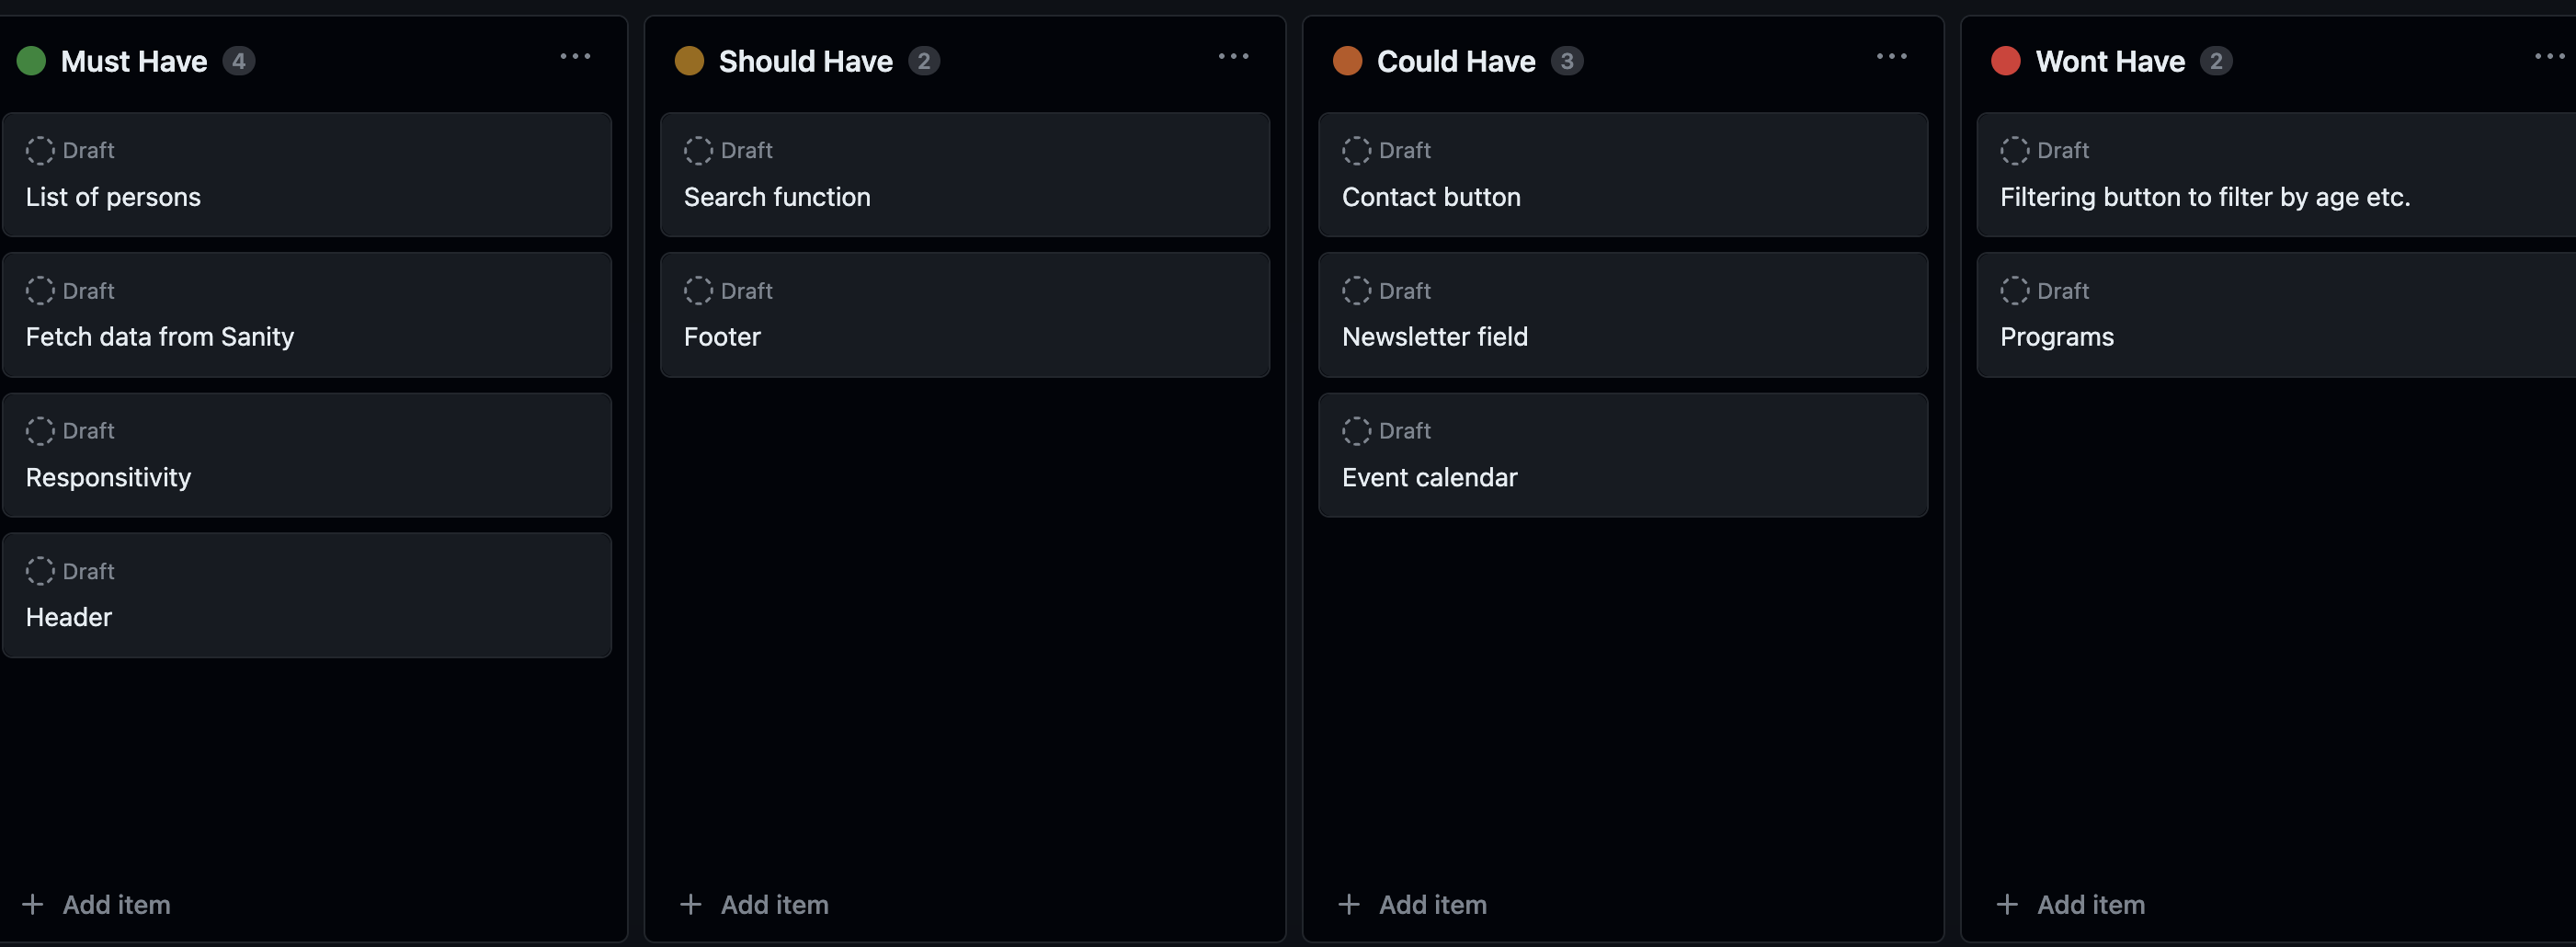 Must Have 4
Draft
List of persons
Draft
Fetch data from Sanity
Draft
Responsitivity
Draft
Header
+ Add item
Should Have 2
Draft
Search function
Draft
Footer
+ Add item
Could Have 3
Draft
Contact button
Draft
Newsletter field
Draft
Event calendar
+ Add item
Wont Have 2
Draft
Filtering button to filter by age etc.
Draft
Programs
+ Add item